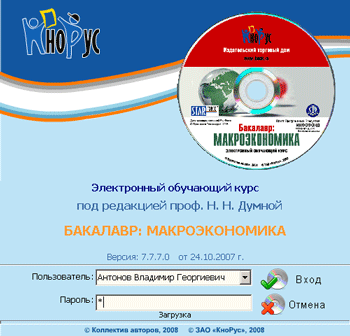 КноРус
Издательский торговый дом
Бакалавр:
МАКРОЭКОНОМИКА
ЭЛЕКТРОННЫЙ ОБУЧАЮЩИЙ КУРС
Электронный обучающий курс
под редакцией проф. Н. Н. Думной
БАКАЛАВР: МАКРОЭКОНОМИКА
Версия: 7.7.7.0 от 24.10.2007 г.
Пользователь: Антонов Владимир Георгиевич Вход
Пароль: * Отмена
Загрузка
© Коллектив авторов, 2008 © ЗАО «КноРус», 2008